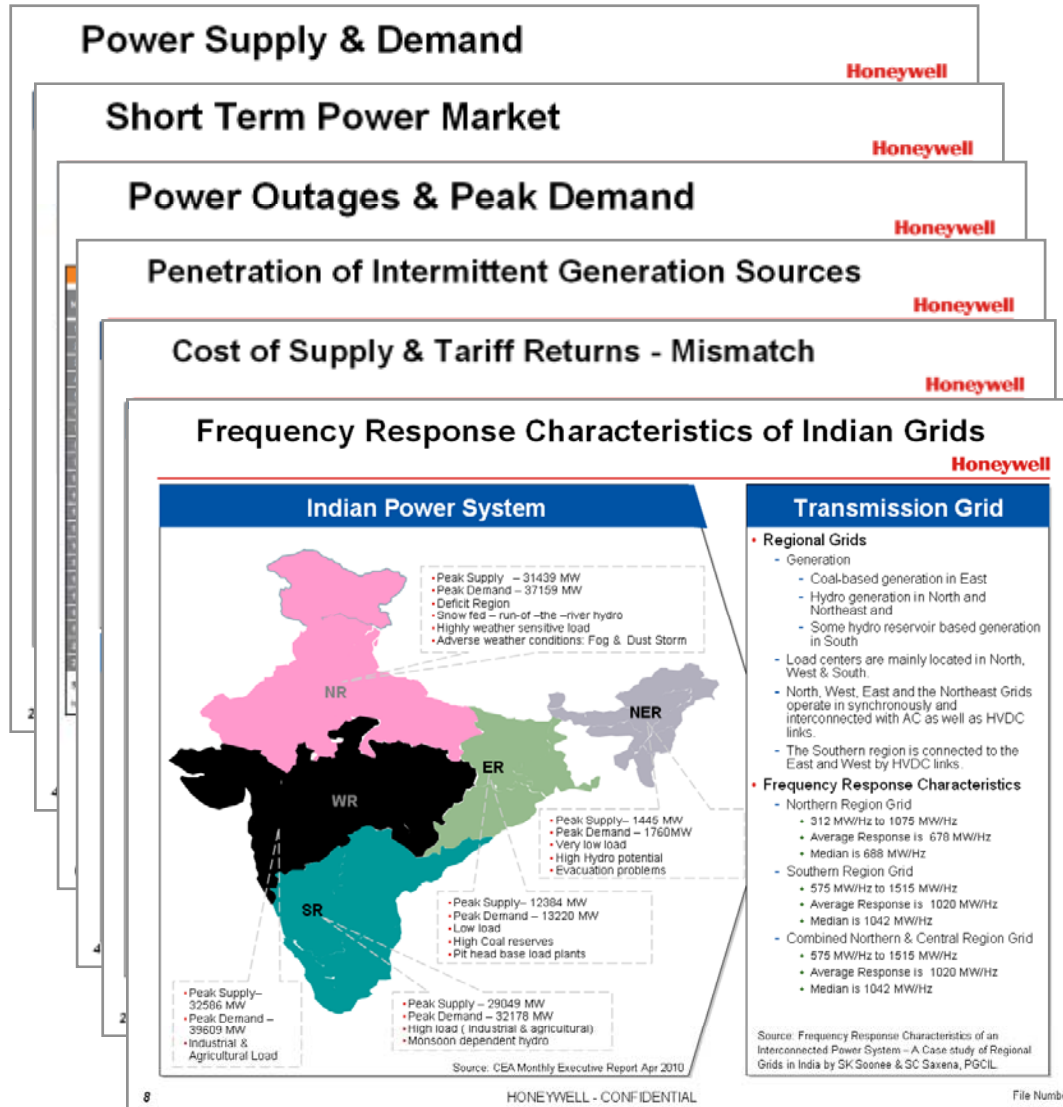 Power Supply & Demand
Honeywell
Short Term Power Market
Honeywell
Power Outages & Peak Demand
Honeywell
Penetration of Intermittent Generation Sources
Honeywell
Cost of Supply & Tariff Returns - Mismatch
Honeywell
Frequency Response Characteristics of Indian Grids
Honeywell
Indian Power System
• Peak Supply – 31439 MW
• Peak Demand – 37159 MW
• Deficit Region
• Snow fed – run-of –the –river hydro
• Highly weather sensitive load
• Adverse weather conditions: Fog & Dust Storm
NR
NER
ER
WR
SR
• Peak Supply– 1445 MW
• Peak Demand – 1760MW
• Very low load
• High Hydro potential
• Evacuation problems
• Peak Supply– 12384 MW
• Peak Demand – 13220 MW
• Low load
• High Coal reserves
• Pit head base load plants
• Peak Supply–
32586 MW
• Peak Demand –
39609 MW
• Industrial &
Agricultural Load
• Peak Supply – 29049 MW
• Peak Demand – 32178 MW
• High load ( Industrial & agricultural)
• Monsoon dependent hydro
Source: CEA Monthly Executive Report Apr 2010
Transmission Grid
• Regional Grids
– Generation
– Coal-based generation in East
– Hydro generation in North and
Northeast and
– Some hydro reservoir based generation
in South
– Load centers are mainly located in North,
West & South.
– North, West, East and the Northeast Grids
operate in synchronously and
interconnected with AC as well as HVDC
links.
– The Southern region is connected to the
East and West by HVDC links.
• Frequency Response Characteristics
– Northern Region Grid
• 312 MW/Hz to 1075 MW/Hz
• Average Response is 678 MW/Hz
• Median is 688 MW/Hz
– Southern Region Grid
• 575 MW/Hz to 1515 MW/Hz
• Average Response is 1020 MW/Hz
• Median is 1042 MW/Hz
– Combined Northern & Central Region Grid
• 575 MW/Hz to 1515 MW/Hz
• Average Response is 1020 MW/Hz
• Median is 1042 MW/Hz
Source: Frequency Response Characteristics of an
Interconnected Power System – A Case study of Regional
Grids in India by SK Soonee & SC Saxena, PGCIL.
8
HONEYWELL - CONFIDENTIAL
File Numb